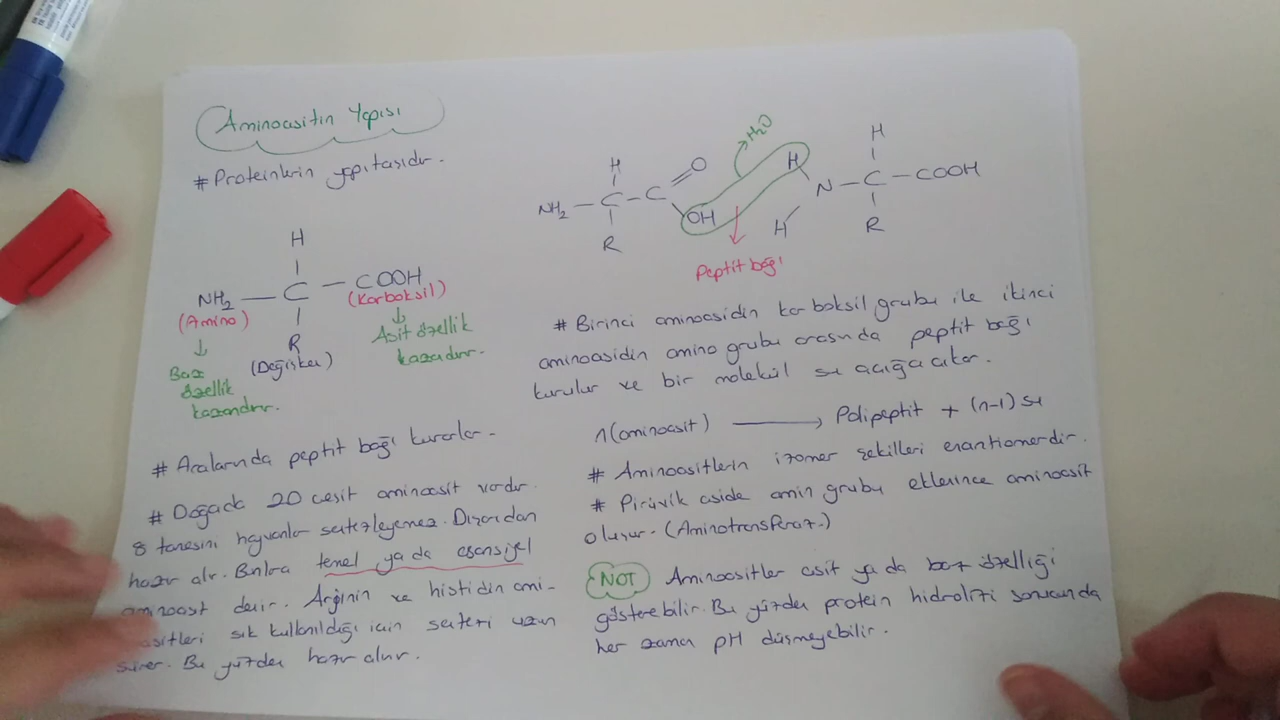 Aminoasitin Yapısı
# Proteinlerin yapıtaşıdır.
H
NH2 — C — COOH
(Amino)
(Karboksil)
R
(Değişken)
Baz
özellik
kazandırır.
Asit özellik
kazandırır.
# Aralarında peptit bağı kurarlar.
# Doğada 20 çeşit aminoasit vardır.
8 tanesini hayvanlar sentezleyemez. Dışarıdan
hazır alır. Bunlara temel ya da esansiyel
aminoasit denir. Arginin ve histidin ami-
asitleri sık kullanıldığı için sentezi uzun
sürer. Bu yüzden hazır alınır.
H2O
H
O
H
H
NH2 — C — C
OH
N — C — COOH
R
H
R
Peptit bağı
# Birinci aminoasidin karboksil grubu ile ikinci
aminoasidin amino grubu arasında peptit bağı
kurulur ve bir molekül su açığa çıkar.
n(aminoasit) ⟶ Polipeptit + (n-1) su
# Aminoasitlerin izomer şekilleri enantiomerdir.
# Pirüvik aside amin grubu eklenince aminoasit
oluşur. (Aminotransferaz.)
NOT Aminoasitler asit ya da baz özelliği
gösterebilir. Bu yüzden protein hidrolizi sonucunda
her zaman pH düşmeyebilir.